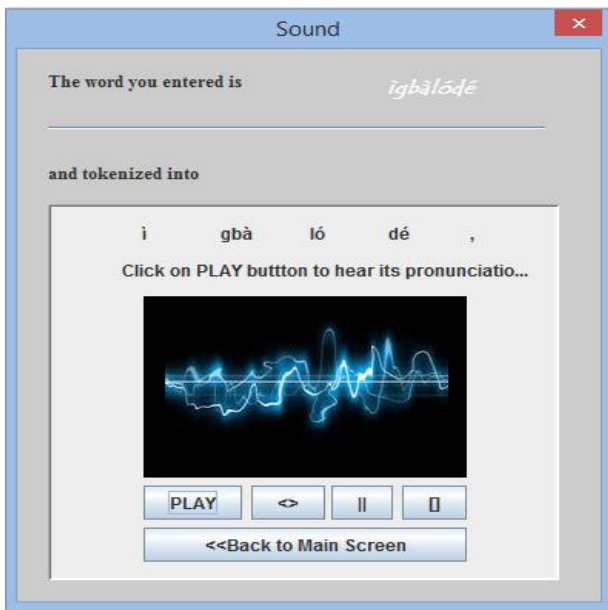 Sound
The word you entered is ìgbàlódé
and tokenized into
ì gbà ló dé ,
Click on PLAY buttton to hear its pronunciatio...
PLAY <> || []
<<Back to Main Screen